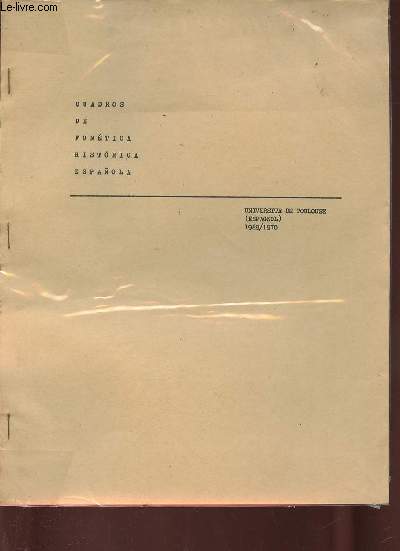 Le-livre.com
CUADROS
DE
FONÉTICA
HISTÓRICA
ESPAÑOLA
UNIVERSITE DE TOULOUSE
(ESPAGNOL)
1969/1970